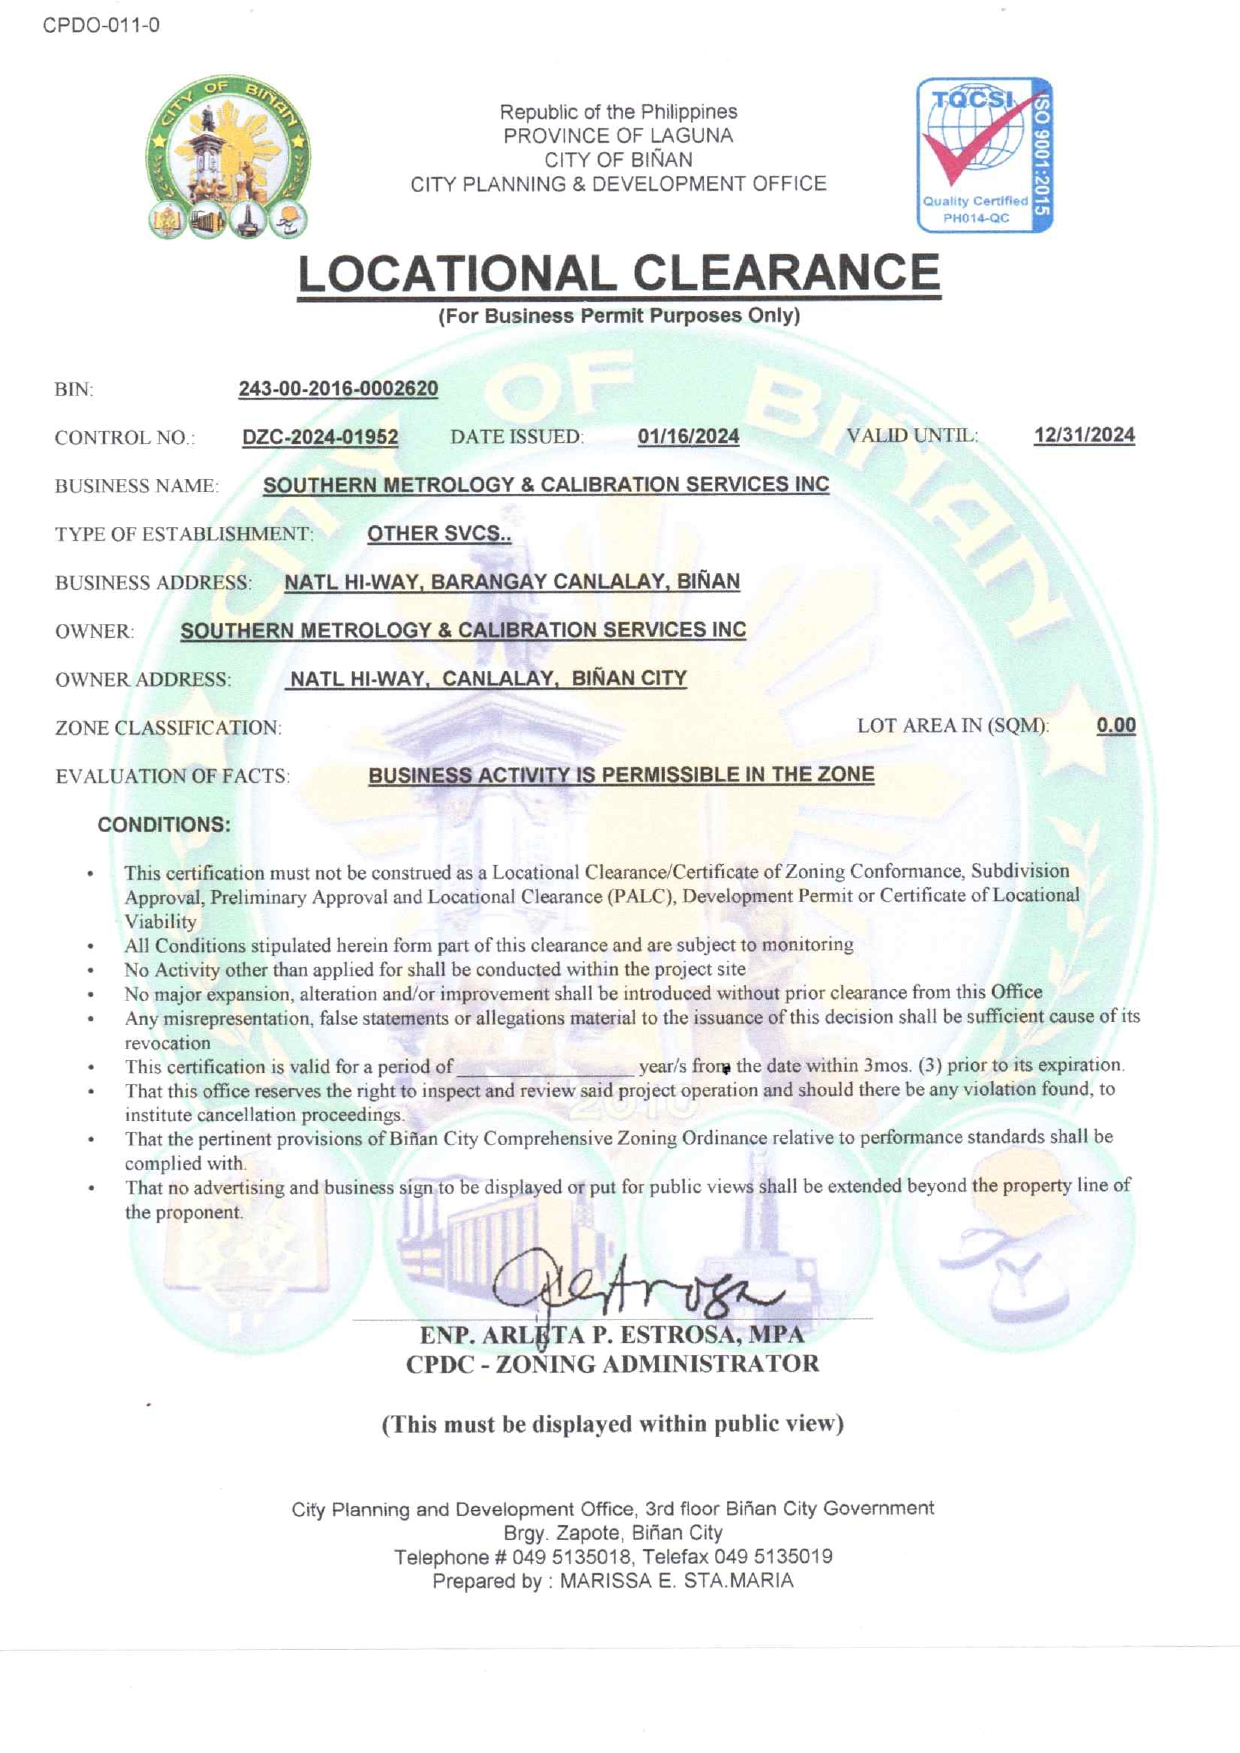 CPDO-011-0
CITY OF BIÑAN
Republic of the Philippines
PROVINCE OF LAGUNA
CITY OF BIÑAN
CITY PLANNING & DEVELOPMENT OFFICE
TQCSI
ISO 9001:2015
Quality Certified
PH014-QC
LOCATIONAL CLEARANCE
(For Business Permit Purposes Only)
BIN: 243-00-2016-0002620
CONTROL NO.: DZC-2024-01952 DATE ISSUED: 01/16/2024 VALID UNTIL: 12/31/2024
BUSINESS NAME: SOUTHERN METROLOGY & CALIBRATION SERVICES INC
TYPE OF ESTABLISHMENT: OTHER SVCS..
BUSINESS ADDRESS: NATL HI-WAY, BARANGAY CANLALAY, BIÑAN
OWNER: SOUTHERN METROLOGY & CALIBRATION SERVICES INC
OWNER ADDRESS: NATL HI-WAY, CANLALAY, BIÑAN CITY
ZONE CLASSIFICATION: LOT AREA IN (SQM): 0.00
EVALUATION OF FACTS: BUSINESS ACTIVITY IS PERMISSIBLE IN THE ZONE
CONDITIONS:
• This certification must not be construed as a Locational Clearance/Certificate of Zoning Conformance, Subdivision
Approval, Preliminary Approval and Locational Clearance (PALC), Development Permit or Certificate of Locational
Viability
• All Conditions stipulated herein form part of this clearance and are subject to monitoring
• No Activity other than applied for shall be conducted within the project site
• No major expansion, alteration and/or improvement shall be introduced without prior clearance from this Office
• Any misrepresentation, false statements or allegations material to the issuance of this decision shall be sufficient cause of its
revocation
• This certification is valid for a period of ________________ year/s from the date within 3mos. (3) prior to its expiration.
• That this office reserves the right to inspect and review said project operation and should there be any violation found, to
institute cancellation proceedings.
• That the pertinent provisions of Biñan City Comprehensive Zoning Ordinance relative to performance standards shall be
complied with.
• That no advertising and business sign to be displayed or put for public views shall be extended beyond the property line of
the proponent.
CITY OF BIÑAN
2010
ENP. ARLETA P. ESTROSA, MPA
CPDC - ZONING ADMINISTRATOR
(This must be displayed within public view)
City Planning and Development Office, 3rd floor Biñan City Government
Brgy. Zapote, Biñan City
Telephone # 049 5135018, Telefax 049 5135019
Prepared by : MARISSA E. STA.MARIA